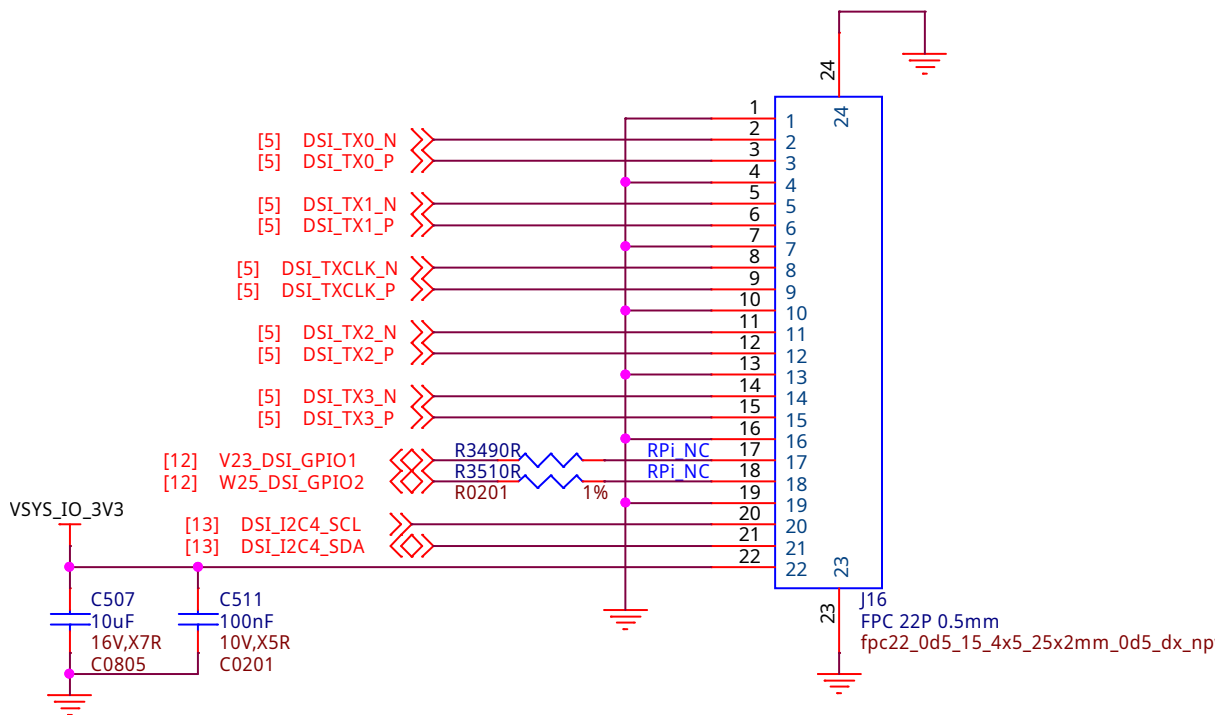 24
24
1 1
[5] DSI_TX0_N 2 2
[5] DSI_TX0_P 3 3
4 4
[5] DSI_TX1_N 5 5
[5] DSI_TX1_P 6 6
7 7
[5] DSI_TXCLK_N 8 8
[5] DSI_TXCLK_P 9 9
10 10
[5] DSI_TX2_N 11 11
[5] DSI_TX2_P 12 12
13 13
[5] DSI_TX3_N 14 14
[5] DSI_TX3_P 15 15
16 16
[12] V23_DSI_GPIO1 R3490R RPi_NC 17 17
[12] W25_DSI_GPIO2 R3510R RPi_NC 18 18
R0201 1% 19 19
VSYS_IO_3V3
[13] DSI_I2C4_SCL 20 20
[13] DSI_I2C4_SDA 21 21
22 22
23
23
C507
10uF
16V,X7R
C0805
C511
100nF
10V,X5R
C0201
J16
FPC 22P 0.5mm
fpc22_0d5_15_4x5_25x2mm_0d5_dx_np